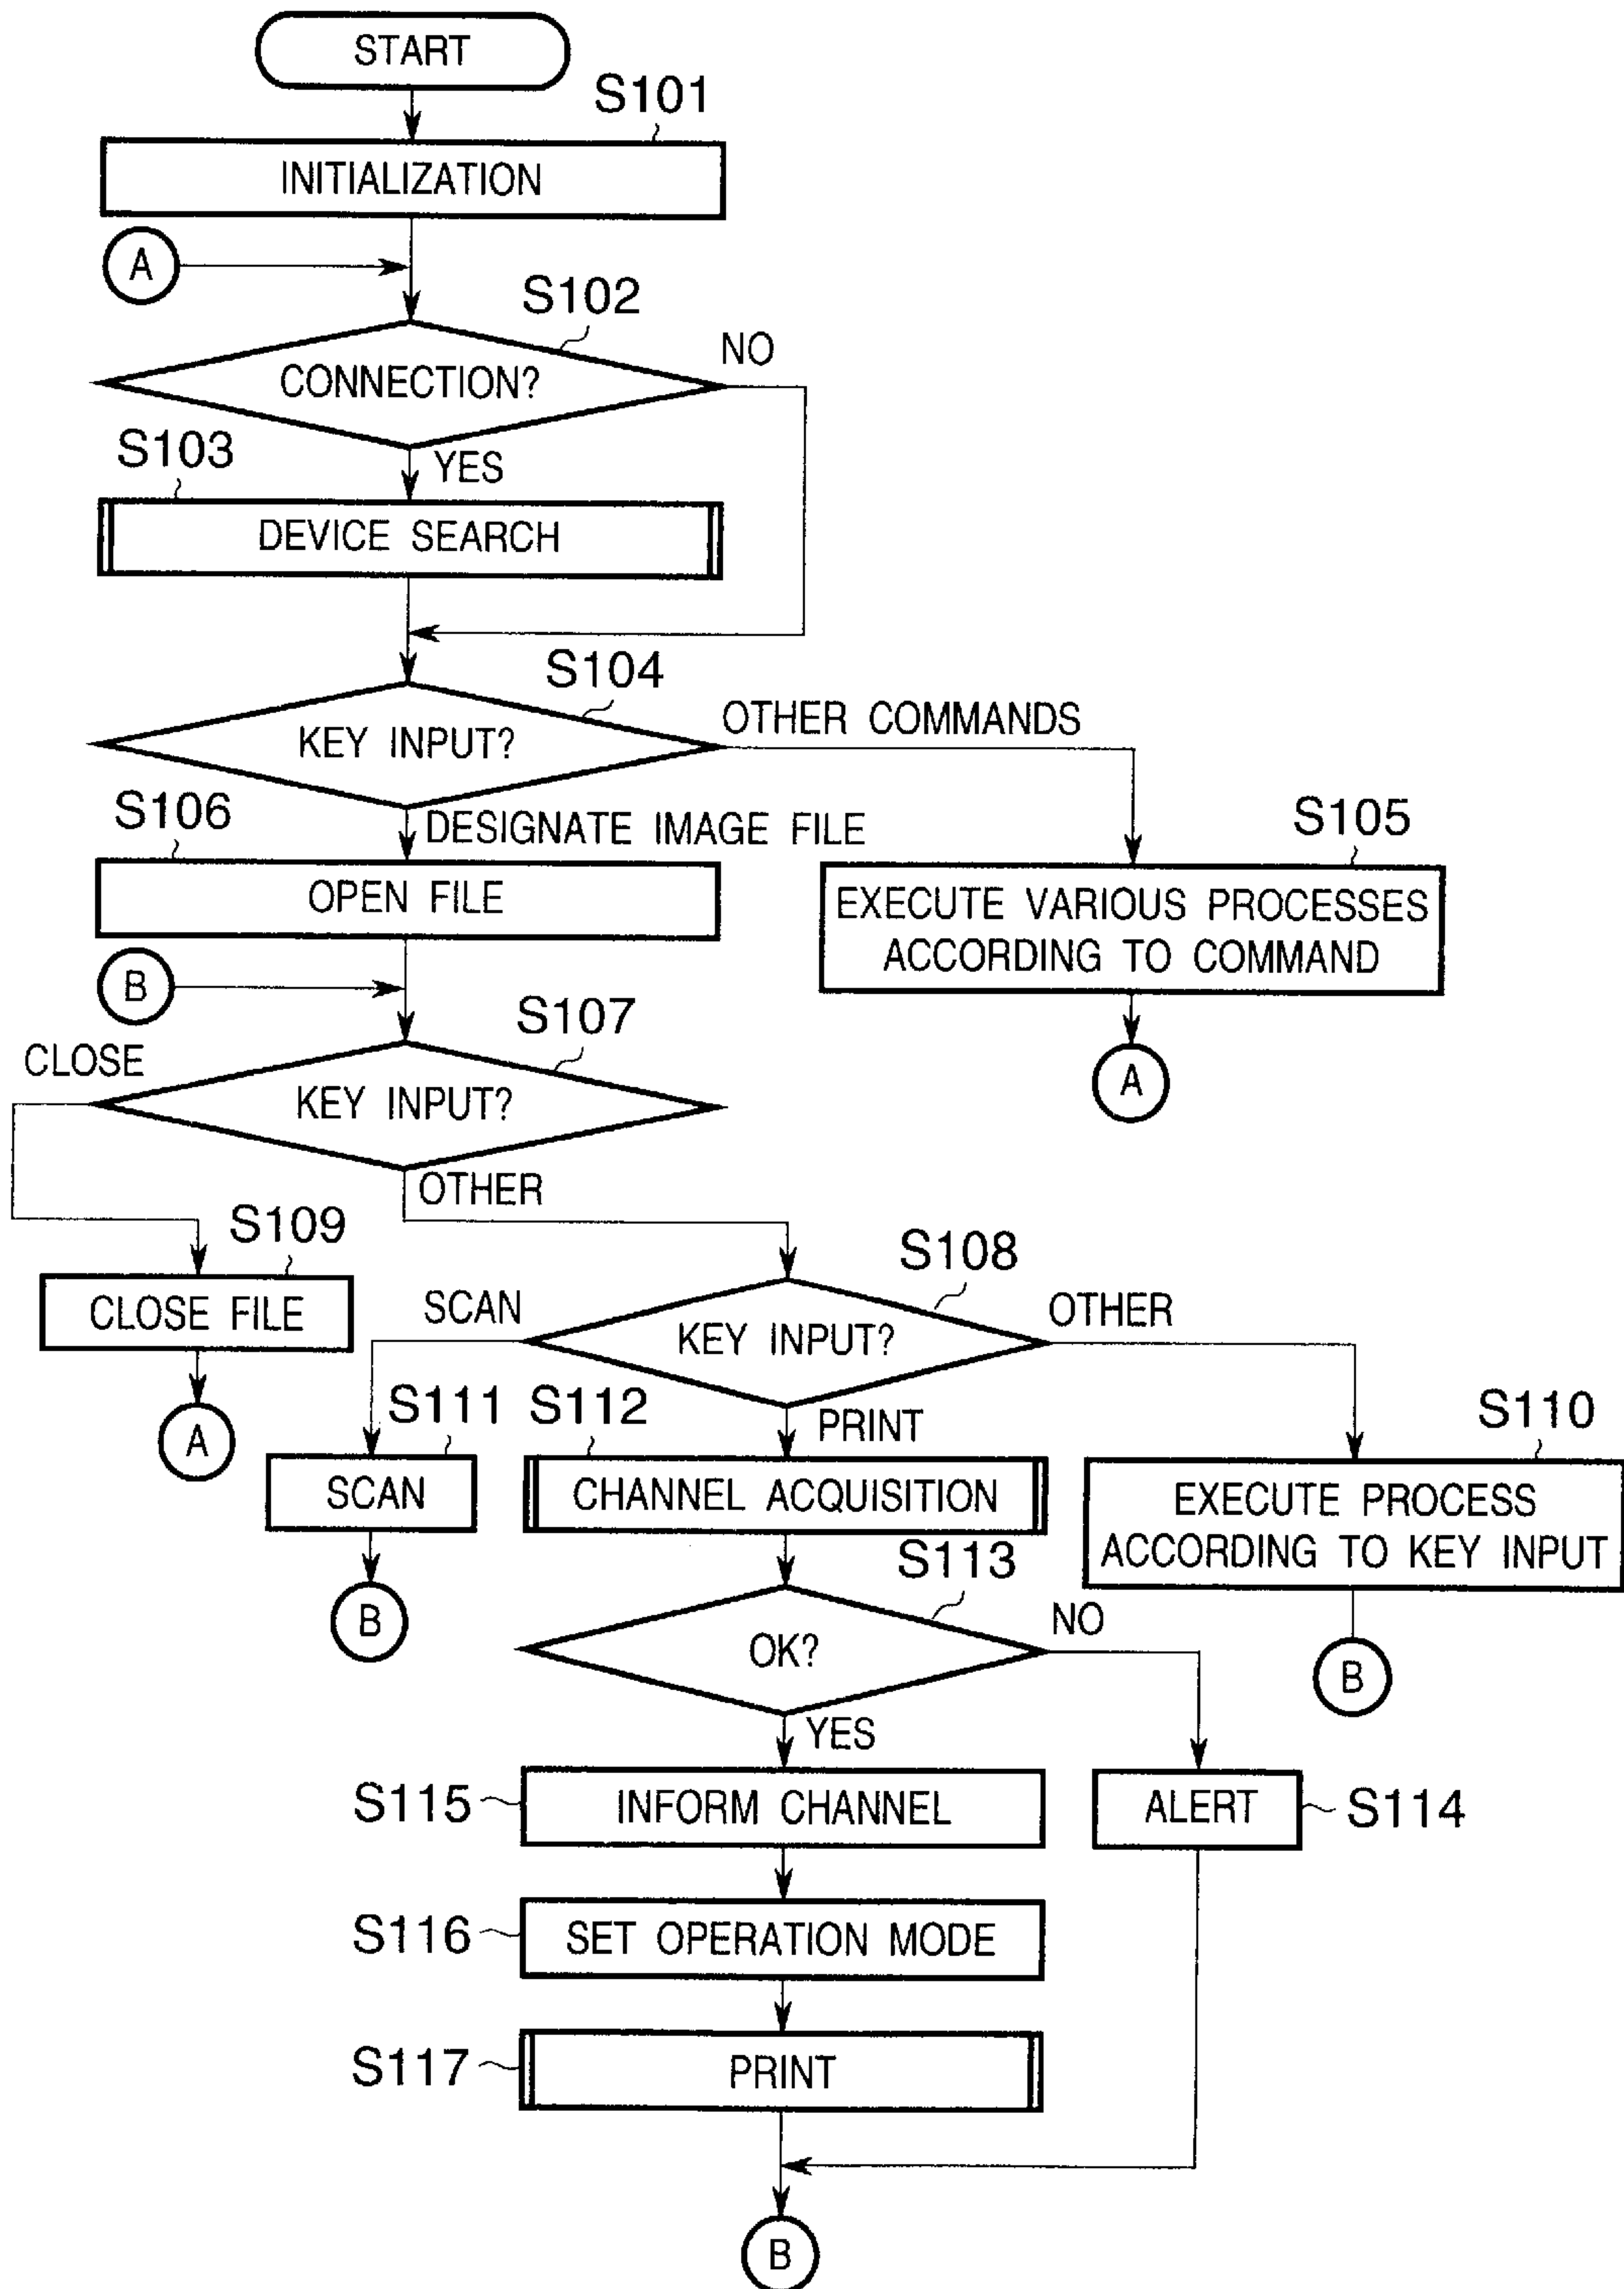 START
S101
INITIALIZATION
A
S102
CONNECTION?
NO
S103
YES
DEVICE SEARCH
S104
KEY INPUT?
OTHER COMMANDS
S106
DESIGNATE IMAGE FILE
OPEN FILE
S105
EXECUTE VARIOUS PROCESSES
ACCORDING TO COMMAND
A
B
S107
CLOSE
KEY INPUT?
OTHER
S109
CLOSE FILE
A
S108
SCAN
KEY INPUT?
OTHER
S111
SCAN
B
S112
PRINT
CHANNEL ACQUISITION
S110
EXECUTE PROCESS
ACCORDING TO KEY INPUT
B
S113
OK?
NO
YES
S115
INFORM CHANNEL
ALERT
S114
S116
SET OPERATION MODE
S117
PRINT
B